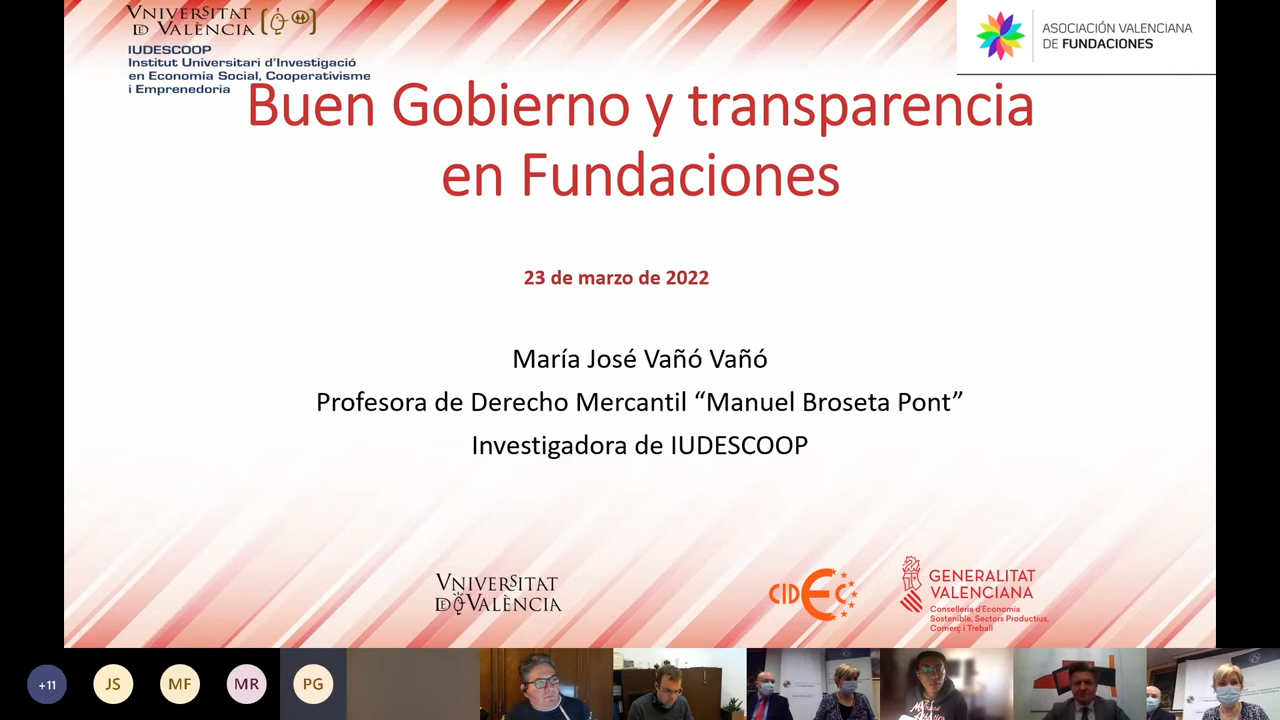 VNIVERSITAT
DE VALÈNCIA
IUDESCOOP
Institut Universitari d'Investigació
en Economia Social, Cooperativisme
i Emprenedoria
ASOCIACIÓN VALENCIANA
DE FUNDACIONES
Buen Gobierno y transparencia
en Fundaciones
23 de marzo de 2022
María José Vañó Vañó
Profesora de Derecho Mercantil “Manuel Broseta Pont”
Investigadora de IUDESCOOP
VNIVERSITAT
DE VALÈNCIA
CIDEC
GENERALITAT
VALENCIANA
Conselleria d'Economia
Sostenible, Sectors Productius,
Comerç i Treball
+11
JS
MF
MR
PG